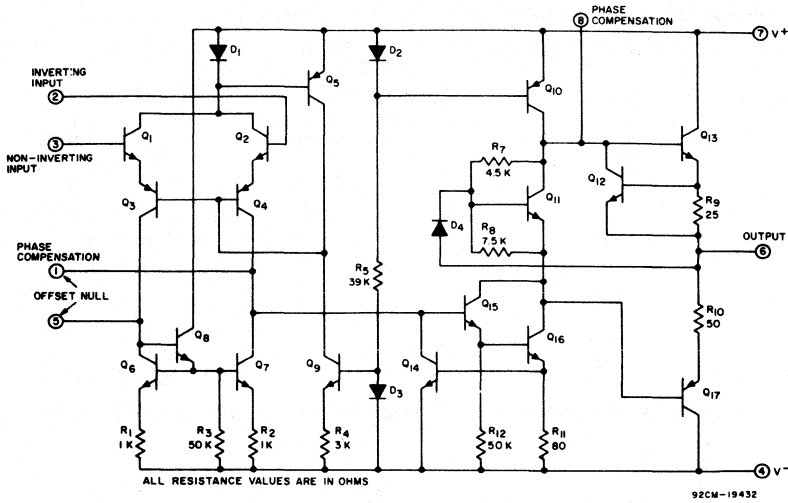 8 PHASE COMPENSATION
7 V+
D1
D2
Q5
INVERTING INPUT
2
Q10
Q1
Q2
3
NON-INVERTING INPUT
Q13
R7
4.5 K
Q12
Q3
Q4
Q11
R9
25
D4
R8
7.5 K
PHASE COMPENSATION
1
OUTPUT
6
R5
39 K
OFFSET NULL
5
Q15
R10
50
Q8
Q16
Q6
Q7
Q9
Q14
D3
Q17
R1
1 K
R3
50 K
R2
1 K
R4
3 K
R12
50 K
R11
80
4 V-
ALL RESISTANCE VALUES ARE IN OHMS
92CM-19432